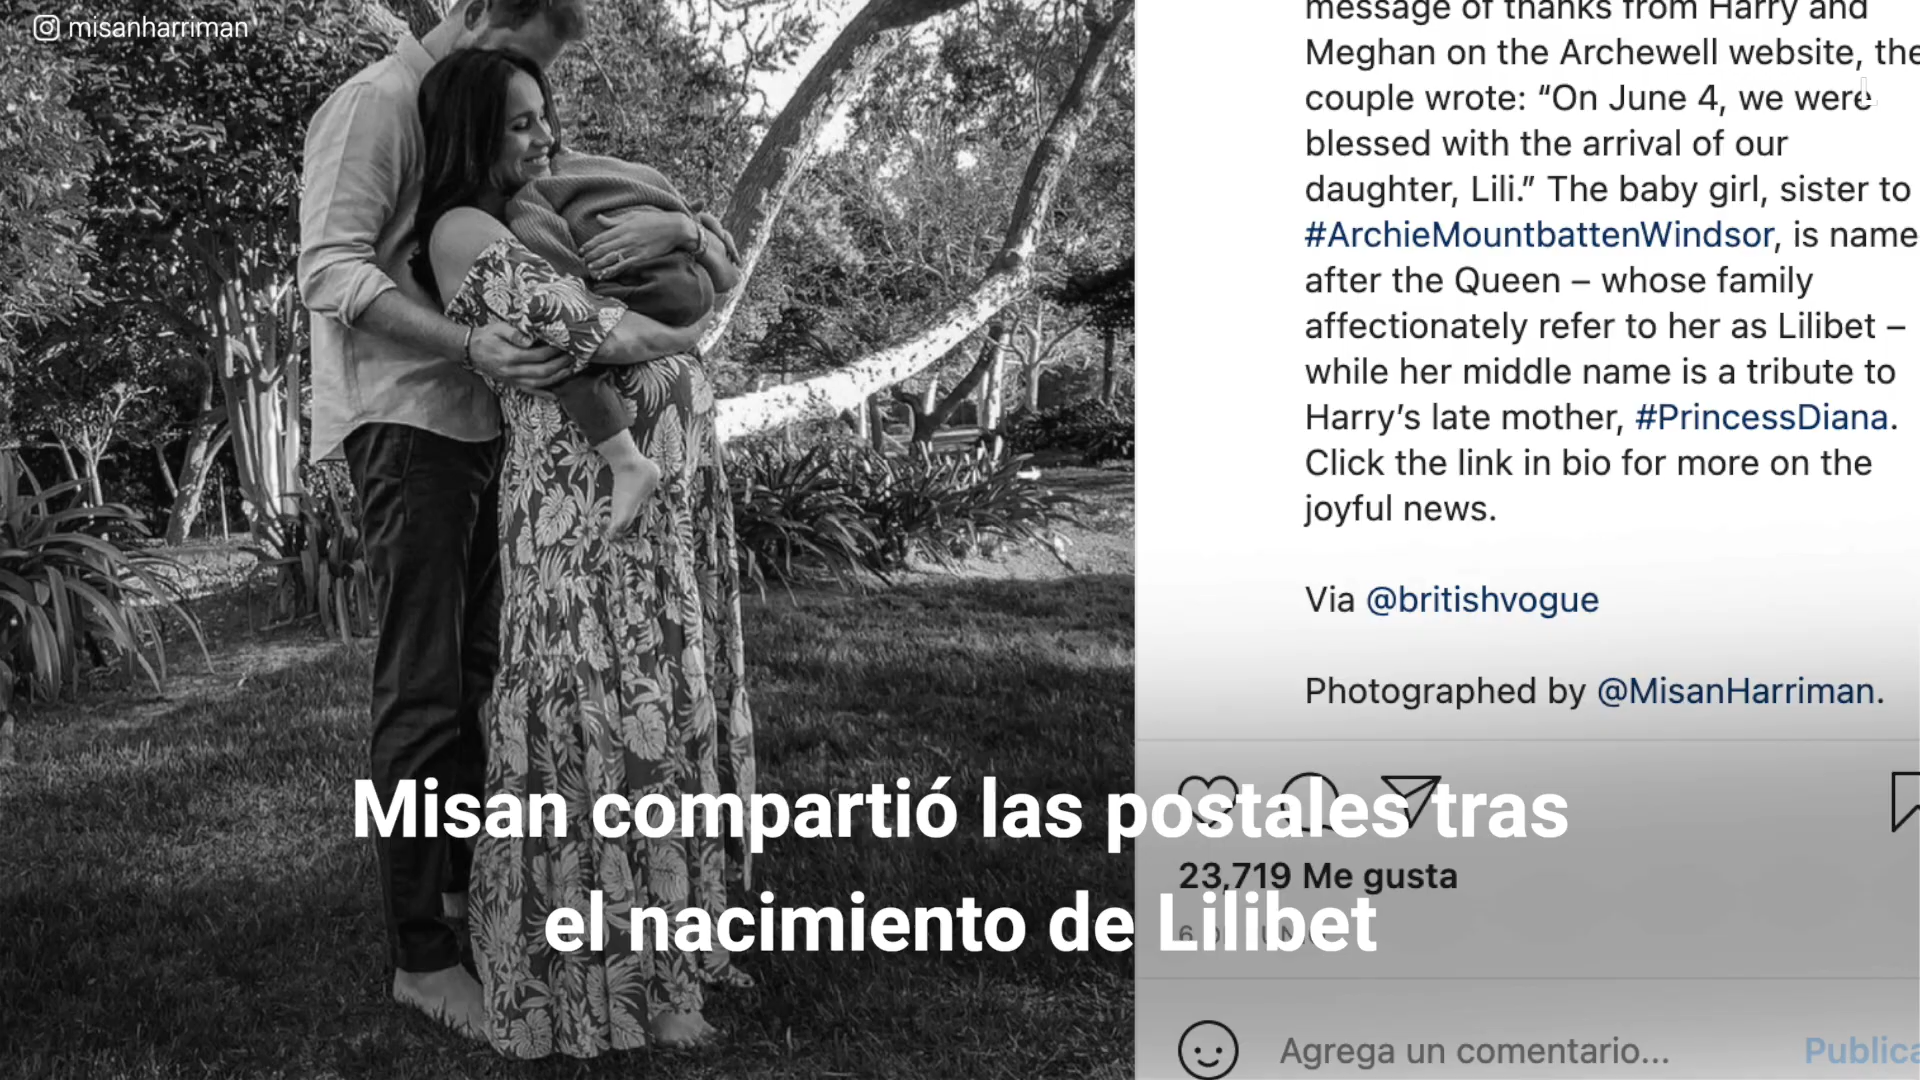 misanharriman
message of thanks from Harry and
Meghan on the Archewell website, the
couple wrote: “On June 4, we were
blessed with the arrival of our
daughter, Lili.” The baby girl, sister to
#ArchieMountbattenWindsor, is name
after the Queen – whose family
affectionately refer to her as Lilibet –
while her middle name is a tribute to
Harry’s late mother, #PrincessDiana.
Click the link in bio for more on the
joyful news.
Via @britishvogue
Photographed by @MisanHarriman.
Misan compartió las postales tras
23,719 Me gusta
el nacimiento de Lilibet
Agrega un comentario...
Publica